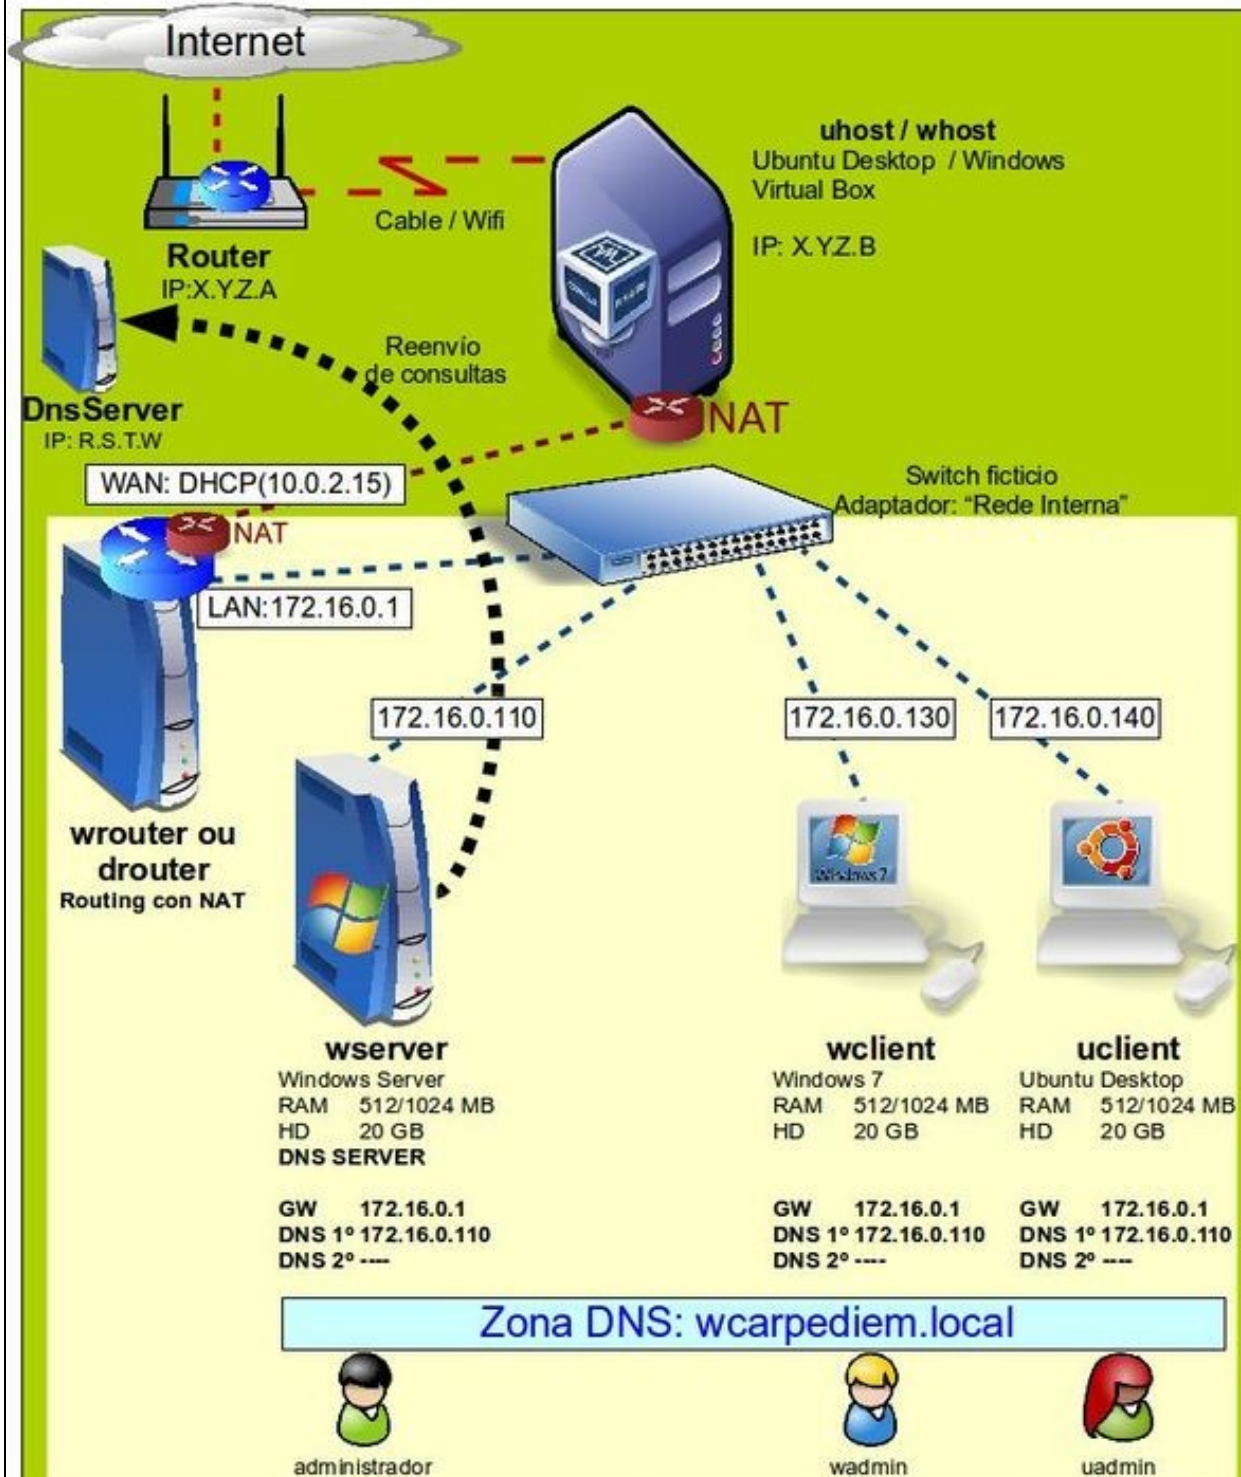 Internet
uhost / whost
Ubuntu Desktop / Windows
Virtual Box
IP: X.Y.Z.B
Cable / Wifi
Router
IP:X.Y.Z.A
Reenvío
de consultas
DnsServer
IP: R.S.T.W
NAT
WAN: DHCP(10.0.2.15)
Switch ficticio
Adaptador: “Rede Interna”
NAT
LAN:172.16.0.1
172.16.0.110
172.16.0.130
172.16.0.140
wrouter ou
drouter
Routing con NAT
Windows 7
wserver
Windows Server
RAM 512/1024 MB
HD 20 GB
DNS SERVER
GW 172.16.0.1
DNS 1º 172.16.0.110
DNS 2º ----
wclient
Windows 7
RAM 512/1024 MB
HD 20 GB
GW 172.16.0.1
DNS 1º 172.16.0.110
DNS 2º ----
uclient
Ubuntu Desktop
RAM 512/1024 MB
HD 20 GB
GW 172.16.0.1
DNS 1º 172.16.0.110
DNS 2º ----
Zona DNS: wcarpediem.local
administrador
wadmin
uadmin